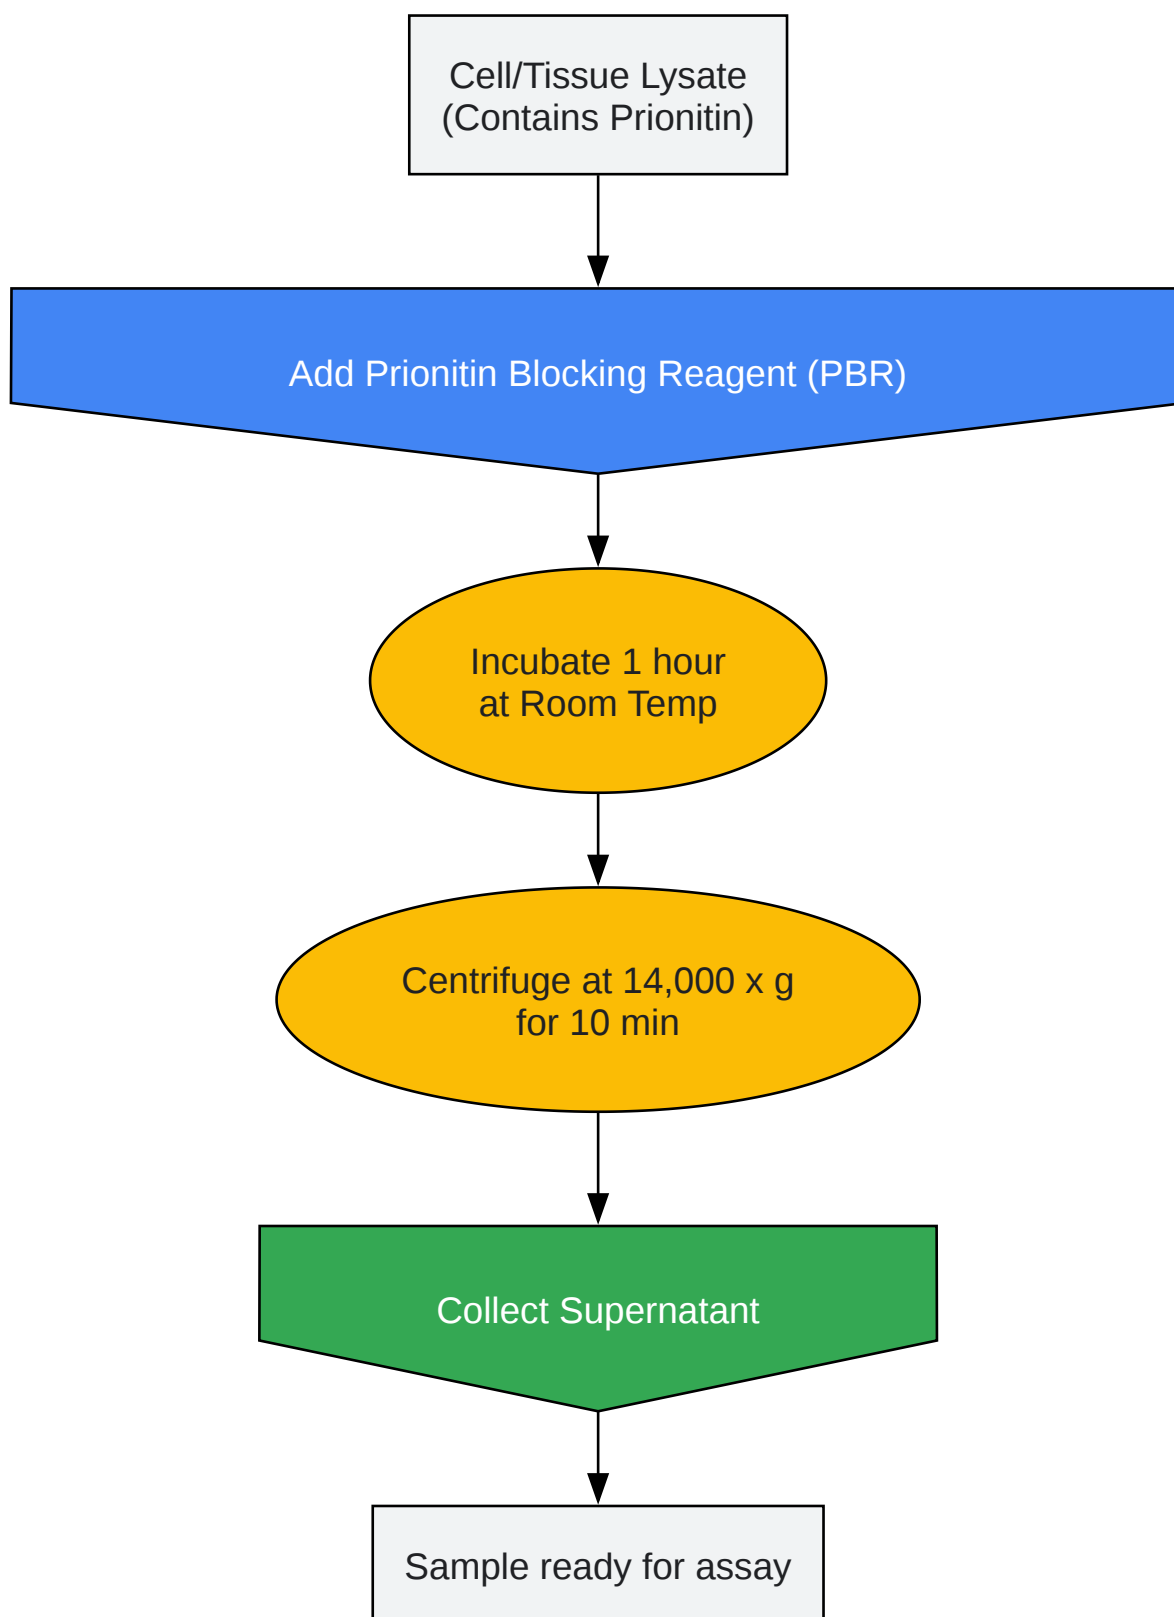 Cell/Tissue Lysate
(Contains Prionitin)
Add Prionitin Blocking Reagent (PBR)
Incubate 1 hour
at Room Temp
Centrifuge at 14,000 x g
for 10 min
Collect Supernatant
Sample ready for assay